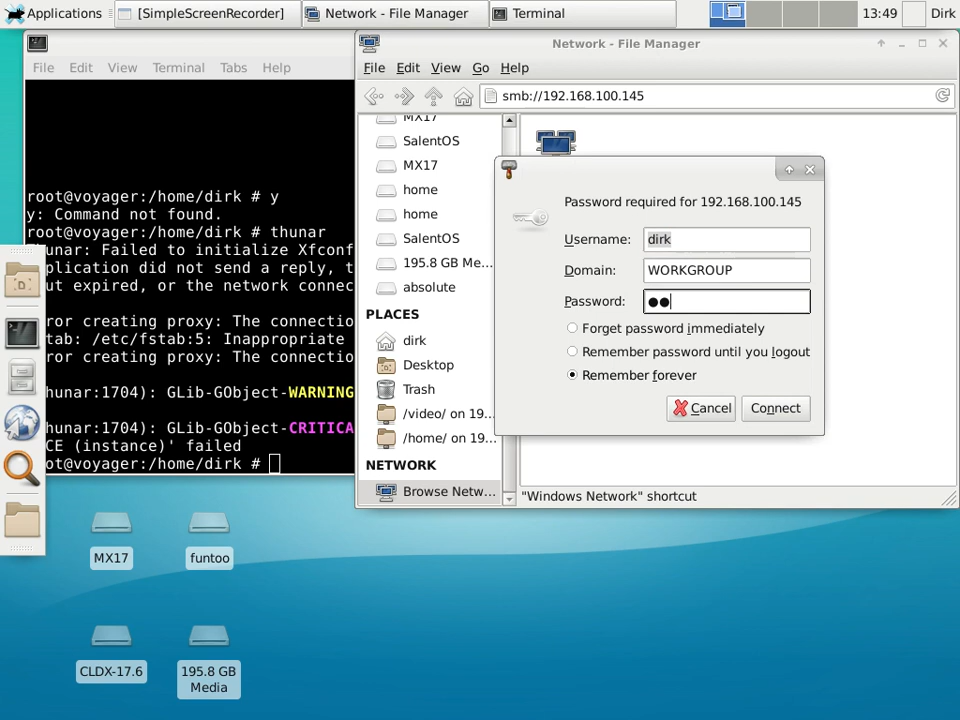 Applications
[SimpleScreenRecorder]
Network - File Manager
Terminal
13:49
Dirk
File Edit View Terminal Tabs Help
root@voyager:/home/dirk # y
y: Command not found.
root@voyager:/home/dirk # thunar
Thunar: Failed to initialize Xfconf
pplication did not send a reply, t
ut expired, or the network connec
ror creating proxy: The connectio
tab: /etc/fstab:5: Inappropriate
ror creating proxy: The connectio
hunar:1704): GLib-GObject-WARNING
hunar:1704): GLib-GObject-CRITICA
CE (instance)' failed
ot@voyager:/home/dirk #
Network - File Manager
File Edit View Go Help
smb://192.168.100.145
MX17
SalentOS
MX17
home
home
SalentOS
195.8 GB Me...
absolute
PLACES
dirk
Desktop
Trash
/video/ on 19...
/home/ on 19...
NETWORK
Browse Netw...
"Windows Network" shortcut
Password required for 192.168.100.145
Username: dirk
Domain: WORKGROUP
Password: ●●
Forget password immediately
Remember password until you logout
Remember forever
Cancel
Connect
MX17
funtoo
CLDX-17.6
195.8 GB
Media